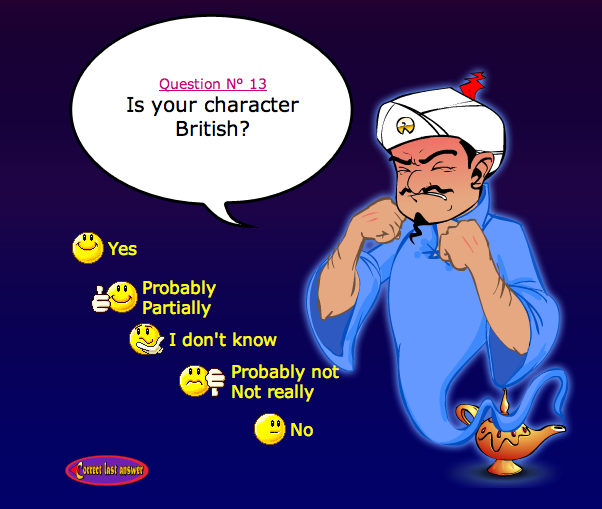 Question N° 13
Is your character
British?
Yes
Probably
Partially
I don't know
Probably not
Not really
No
Correct last answer